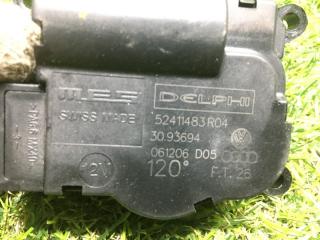 MES
DELPHI
SWISS MADE
52411483R04
30.93694
061206 D05
12V
120°
F.T. 26